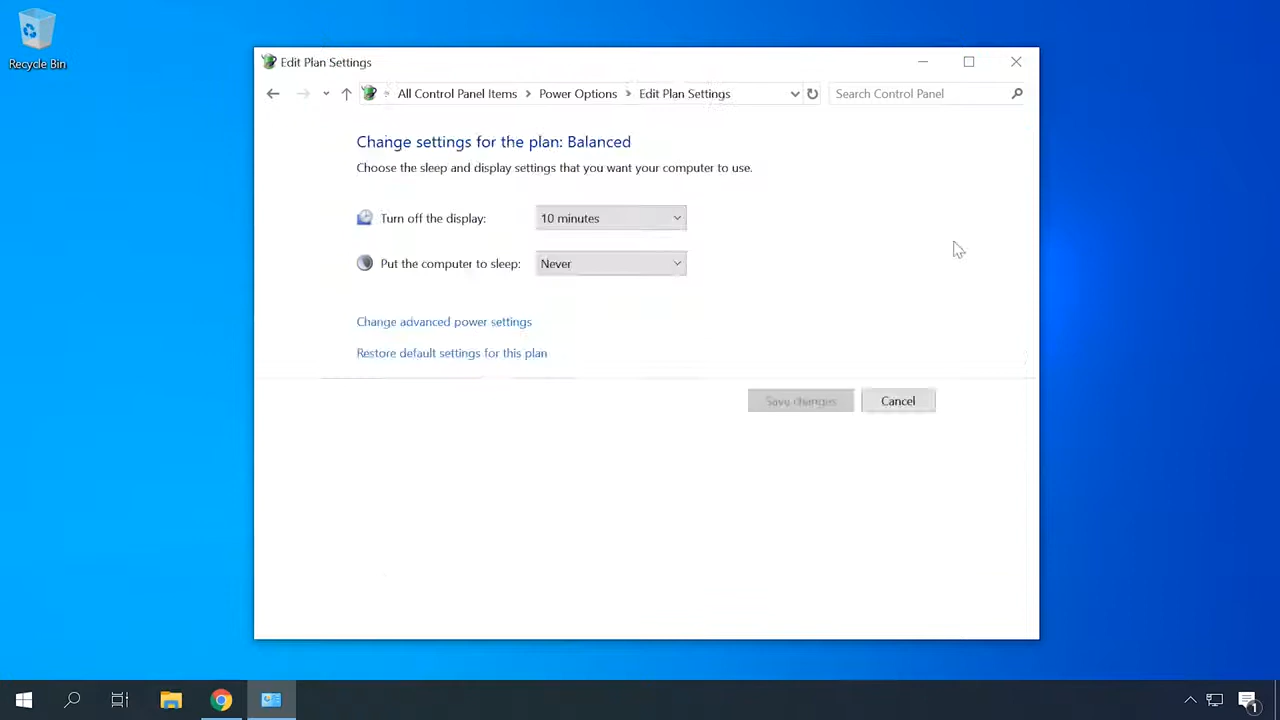 Recycle Bin
Edit Plan Settings
All Control Panel Items Power Options Edit Plan Settings
Search Control Panel
Change settings for the plan: Balanced
Choose the sleep and display settings that you want your computer to use.
Turn off the display: 10 minutes
Put the computer to sleep: Never
Change advanced power settings
Restore default settings for this plan
Save changes Cancel
1